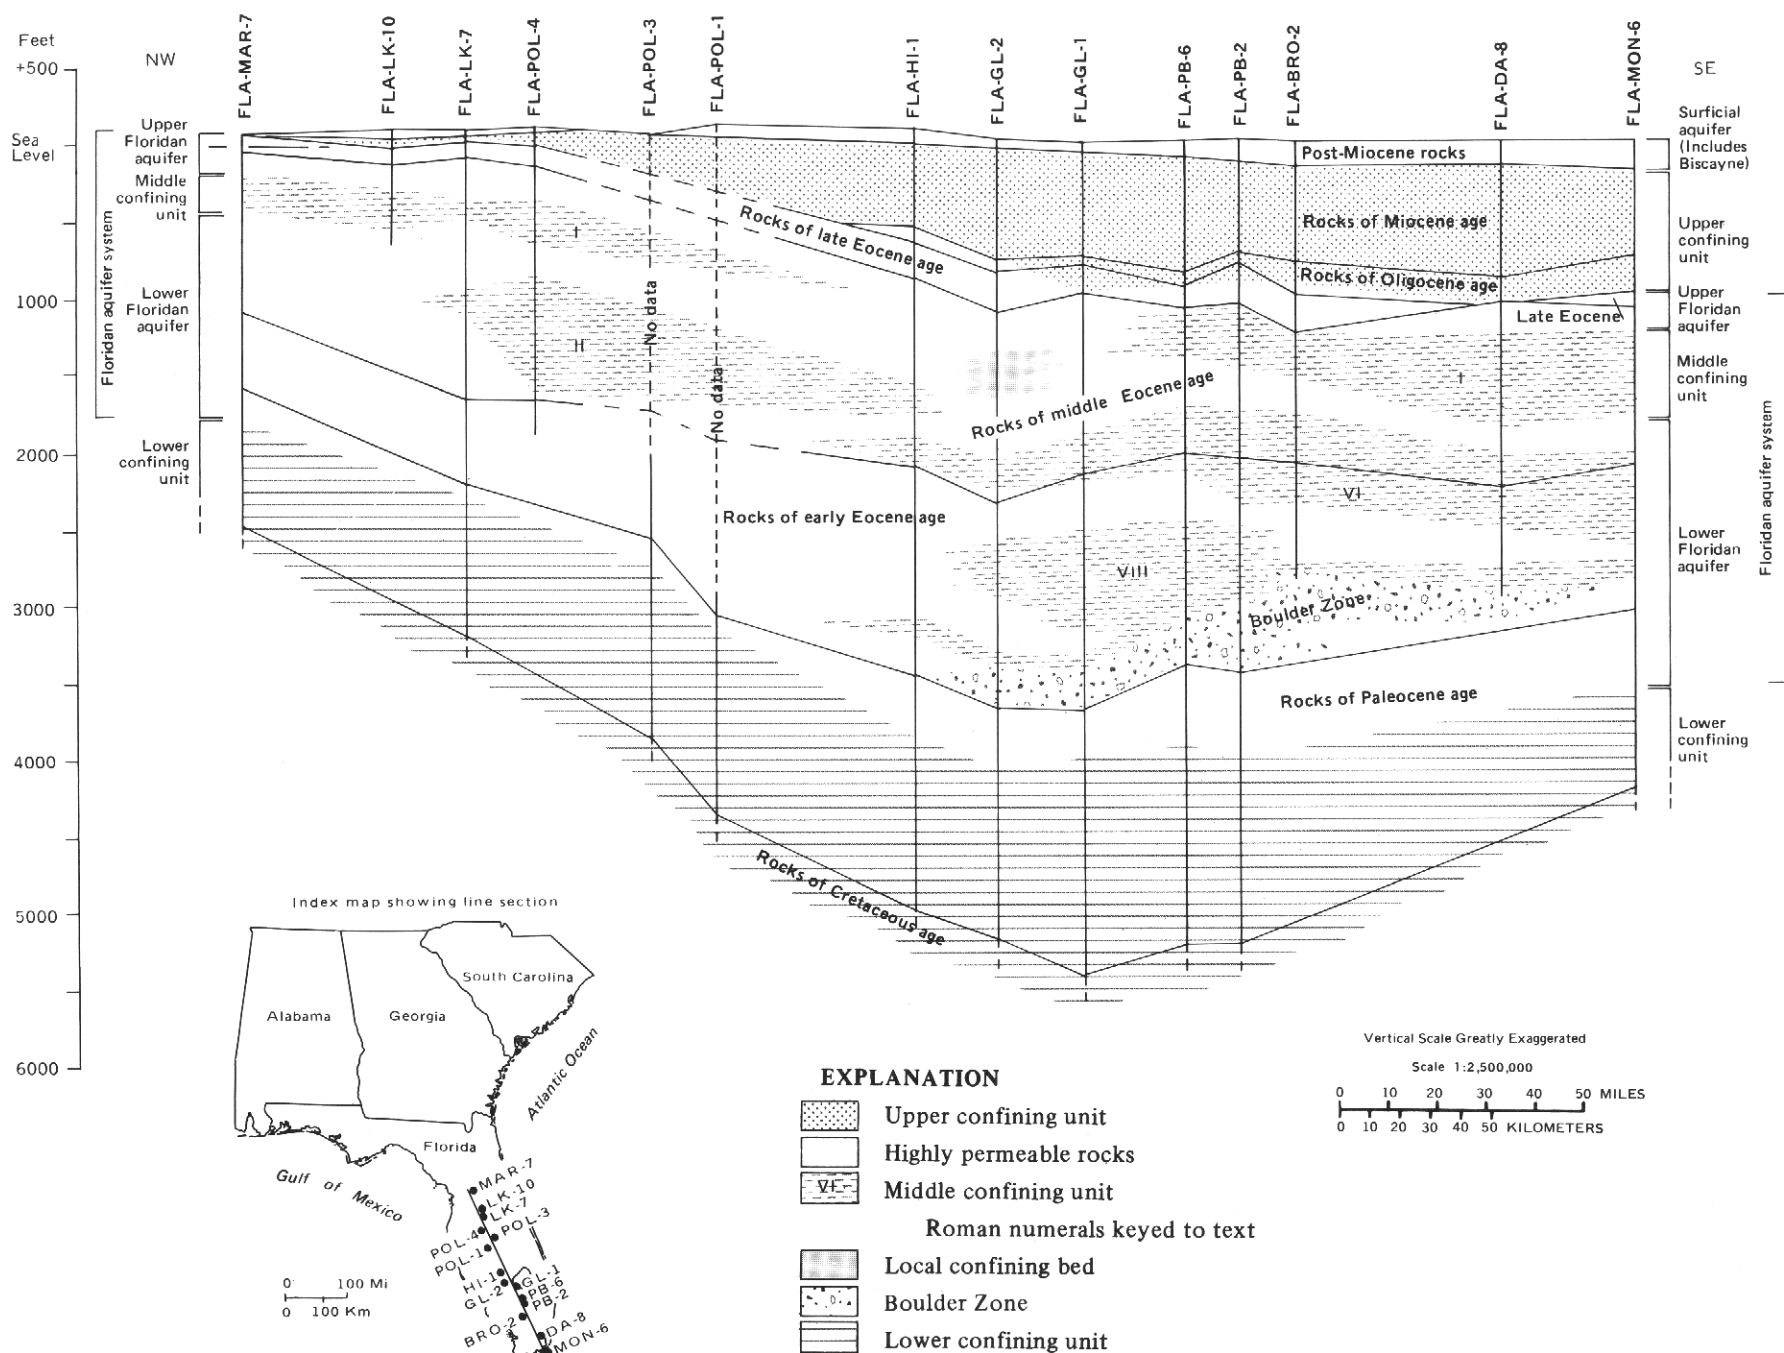 Feet
+500
Sea
Level
1000
2000
3000
4000
5000
6000
NW
SE
FLA-MAR-7
FLA-LK-10
FLA-LK-7
FLA-POL-4
FLA-POL-3
FLA-POL-1
FLA-HI-1
FLA-GL-2
FLA-GL-1
FLA-PB-6
FLA-PB-2
FLA-BRO-2
FLA-DA-8
FLA-MON-6
Floridan aquifer system
Upper
Floridan
aquifer
Middle
confining
unit
Lower
Floridan
aquifer
Lower
confining
unit
Post-Miocene rocks
Rocks of Miocene age
Rocks of Oligocene age
Late Eocene
Rocks of late Eocene age
Rocks of middle Eocene age
Rocks of early Eocene age
Rocks of Paleocene age
Rocks of Cretaceous age
Boulder Zone
No data
No data
I
II
I
VI
VIII
Surficial
aquifer
(Includes
Biscayne)
Upper
confining
unit
Upper
Floridan
aquifer
Middle
confining
unit
Lower
Floridan
aquifer
Lower
confining
unit
Floridan aquifer system
Index map showing line section
Alabama
Georgia
South Carolina
Florida
Atlantic Ocean
Gulf of Mexico
MAR-7
LK-10
LK-7
POL-3
POL-4
POL-1
HI-1
GL-2
GL-1
PB-6
PB-2
BRO-2
DA-8
MON-6
0 100 Mi
0 100 Km
EXPLANATION
Upper confining unit
Highly permeable rocks
VI
Middle confining unit
Roman numerals keyed to text
Local confining bed
Boulder Zone
Lower confining unit
Vertical Scale Greatly Exaggerated
Scale 1:2,500,000
0 10 20 30 40 50 MILES
0 10 20 30 40 50 KILOMETERS